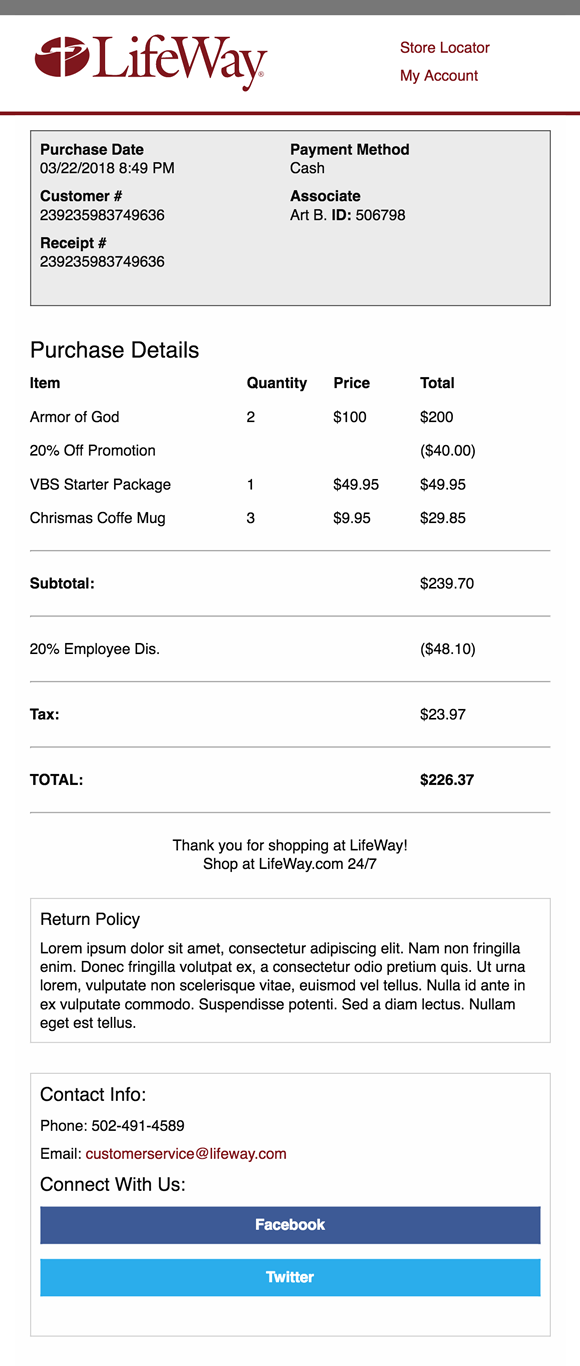 LifeWay®
Store Locator
My Account
Purchase Date
03/22/2018 8:49 PM
Payment Method
Cash
Customer #
239235983749636
Associate
Art B. ID: 506798
Receipt #
239235983749636
Purchase Details
Item Quantity Price Total
Armor of God 2 $100 $200
20% Off Promotion ($40.00)
VBS Starter Package 1 $49.95 $49.95
Chrismas Coffe Mug 3 $9.95 $29.85
Subtotal: $239.70
20% Employee Dis. ($48.10)
Tax: $23.97
TOTAL: $226.37
Thank you for shopping at LifeWay!
Shop at LifeWay.com 24/7
Return Policy
Lorem ipsum dolor sit amet, consectetur adipiscing elit. Nam non fringilla
enim. Donec fringilla volutpat ex, a consectetur odio pretium quis. Ut urna
lorem, vulputate non scelerisque vitae, euismod vel tellus. Nulla id ante in
ex vulputate commodo. Suspendisse potenti. Sed a diam lectus. Nullam
eget est tellus.
Contact Info:
Phone: 502-491-4589
Email: customerservice@lifeway.com
Connect With Us:
Facebook
Twitter